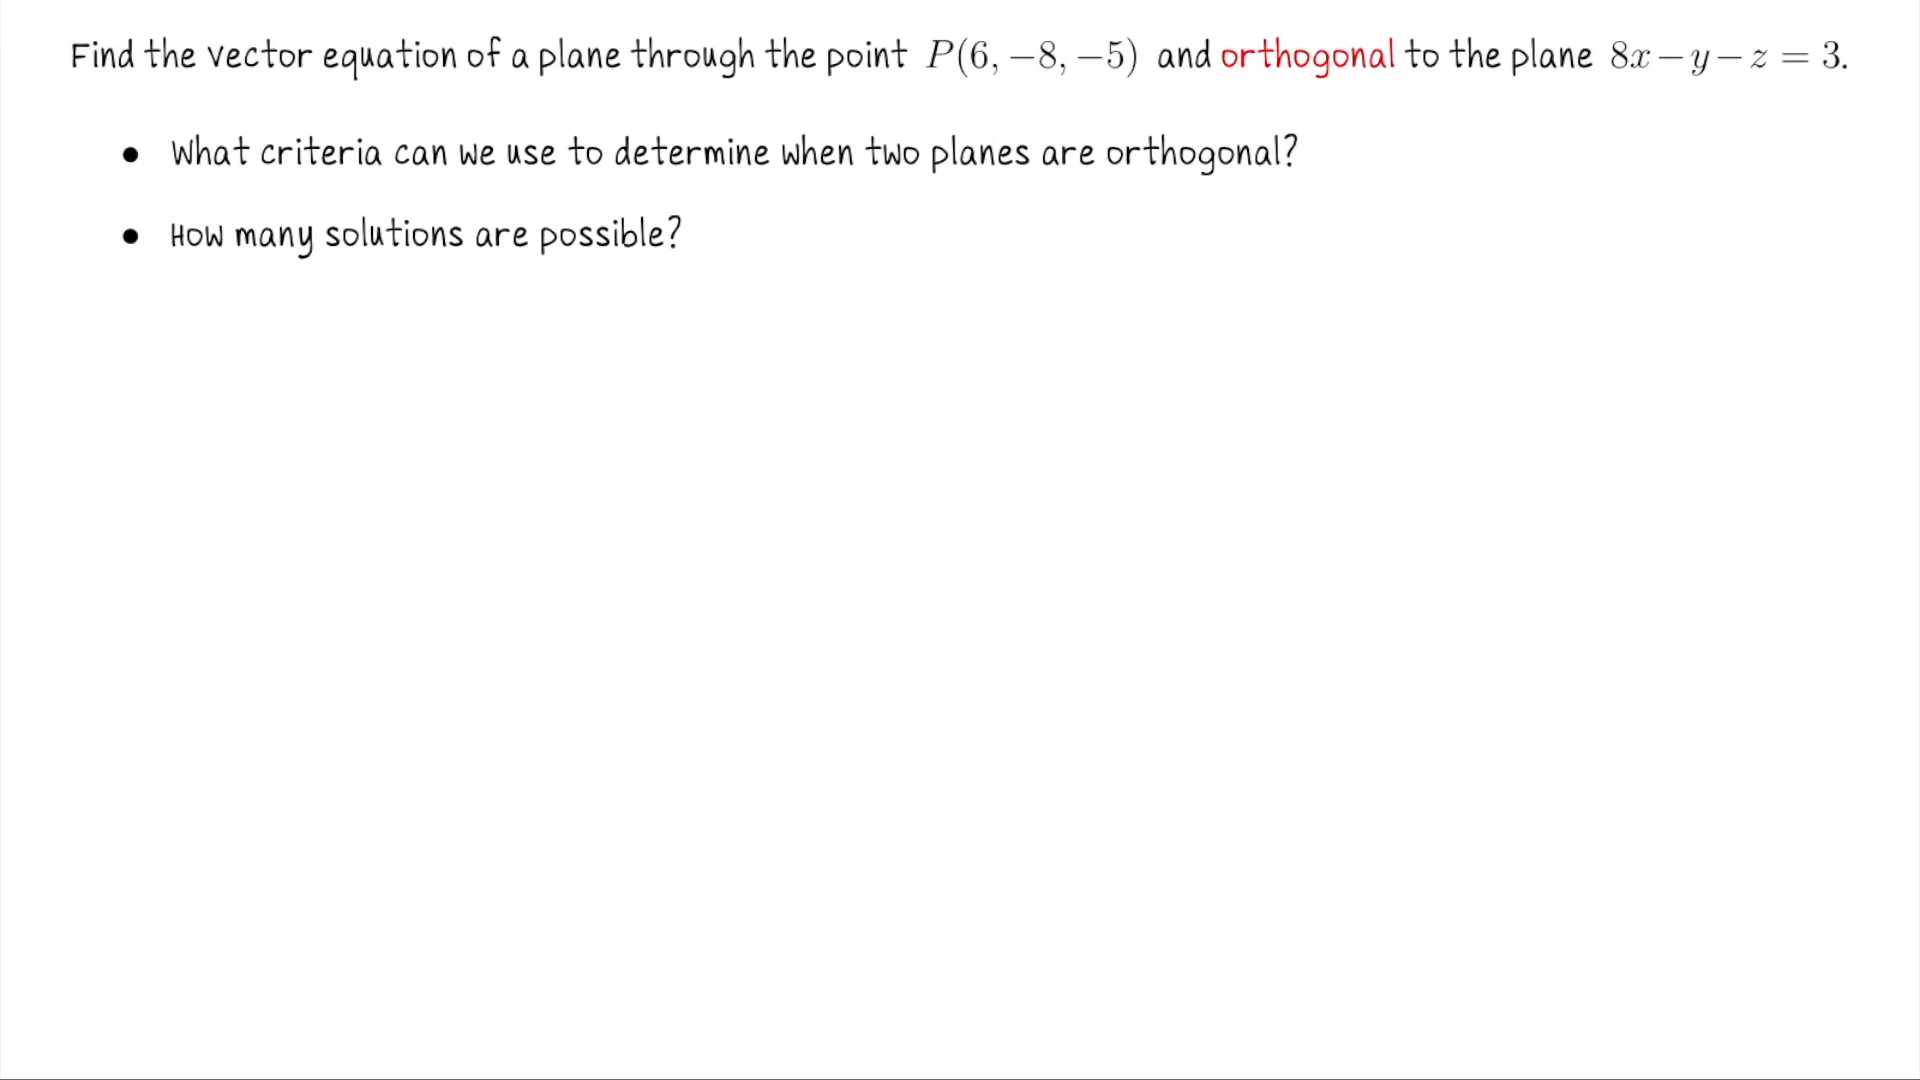 Find the vector equation of a plane through the point P(6, −8, −5) and orthogonal to the plane 8x − y − z = 3.
• What criteria can we use to determine when two planes are orthogonal?
• How many solutions are possible?